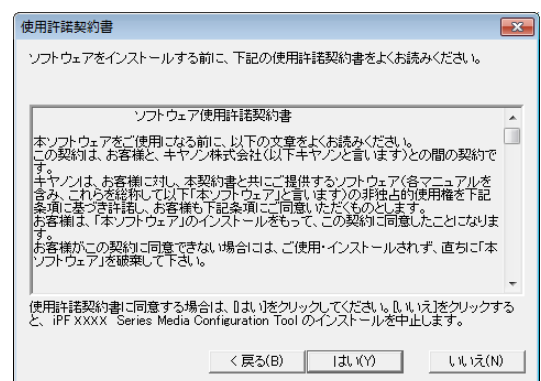 使用許諾契約書
ソフトウェアをインストールする前に、下記の使用許諾契約書をよくお読みください。
ソフトウェア使用許諾契約書
本ソフトウェアをご使用になる前に、以下の文章をよくお読みください。
この契約は、お客様と、キヤノン株式会社(以下キヤノンと言います)との間の契約で
す。
キヤノンは、お客様に対し、本契約書と共にご提供するソフトウェア(各マニュアルを
含み、これらを総称して以下「本ソフトウェア」と言います)の非独占的使用権を下記
条項に基づき許諾し、お客様も下記条項にご同意いただくものとします。
お客様は、「本ソフトウェア」のインストールをもって、この契約に同意したことになりま
す。
お客様がこの契約に同意できない場合には、ご使用・インストールされず、直ちに「本
ソフトウェア」を破棄して下さい。
使用許諾契約書に同意する場合は、[はい]をクリックしてください。[いいえ]をクリックする
と、iPF XXXX Series Media Configuration Tool のインストールを中止します。
< 戻る(B) はい(Y) いいえ(N)